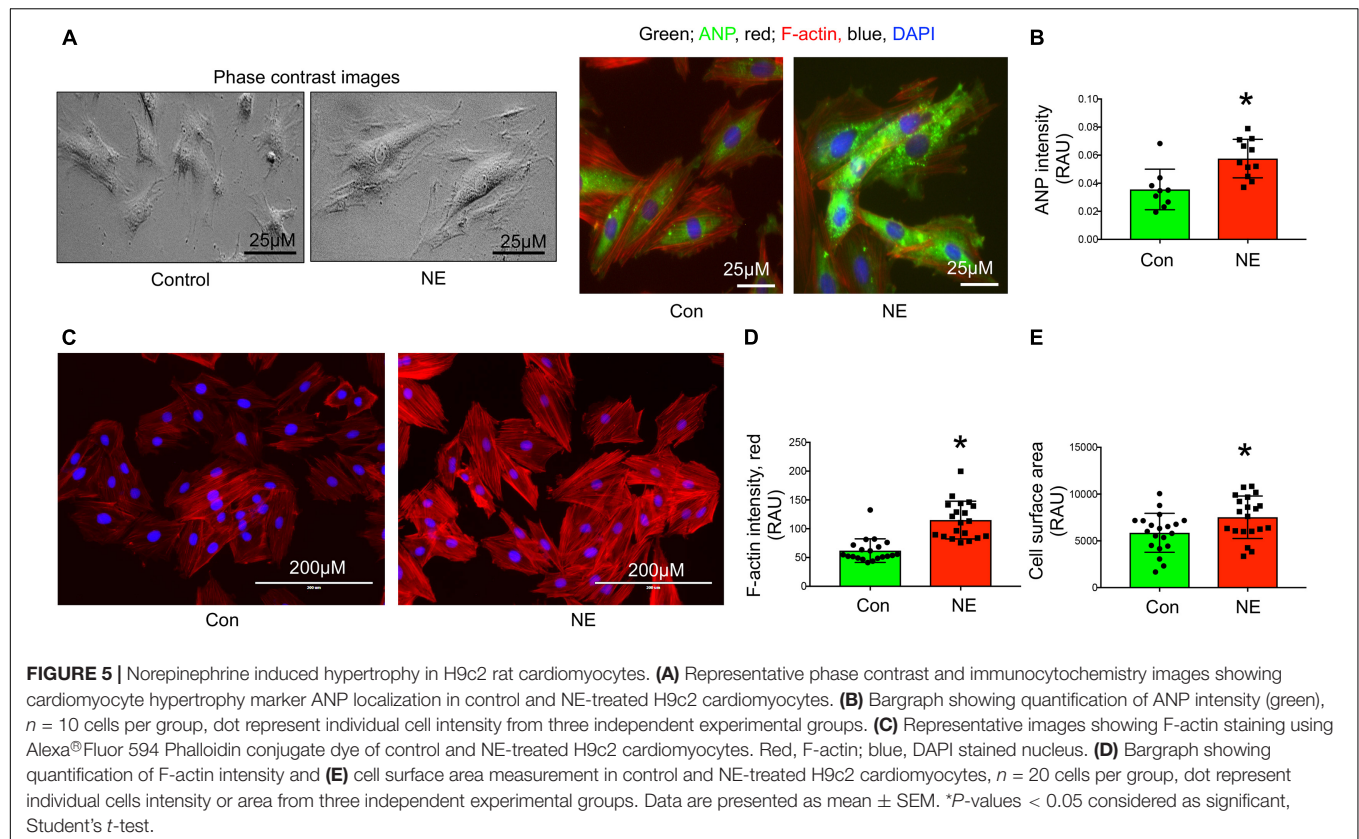 A
Phase contrast images
25µM
25µM
Control
NE
Green; ANP, red; F-actin, blue, DAPI
25µM
25µM
Con
NE
B
ANP intensity
(RAU)
0.10
0.08
0.06
0.04
0.02
0.00
*
Con
NE
C
200µM
200µM
Con
NE
D
F-actin intensity, red
(RAU)
250
200
150
100
50
0
*
Con
NE
E
Cell surface area
(RAU)
15000
10000
5000
0
*
Con
NE
FIGURE 5 | Norepinephrine induced hypertrophy in H9c2 rat cardiomyocytes. (A) Representative phase contrast and immunocytochemistry images showing
cardiomyocyte hypertrophy marker ANP localization in control and NE-treated H9c2 cardiomyocytes. (B) Bargraph showing quantification of ANP intensity (green),
n = 10 cells per group, dot represent individual cell intensity from three independent experimental groups. (C) Representative images showing F-actin staining using
Alexa®Fluor 594 Phalloidin conjugate dye of control and NE-treated H9c2 cardiomyocytes. Red, F-actin; blue, DAPI stained nucleus. (D) Bargraph showing
quantification of F-actin intensity and (E) cell surface area measurement in control and NE-treated H9c2 cardiomyocytes, n = 20 cells per group, dot represent
individual cells intensity or area from three independent experimental groups. Data are presented as mean ± SEM. *P-values < 0.05 considered as significant,
Student's t-test.